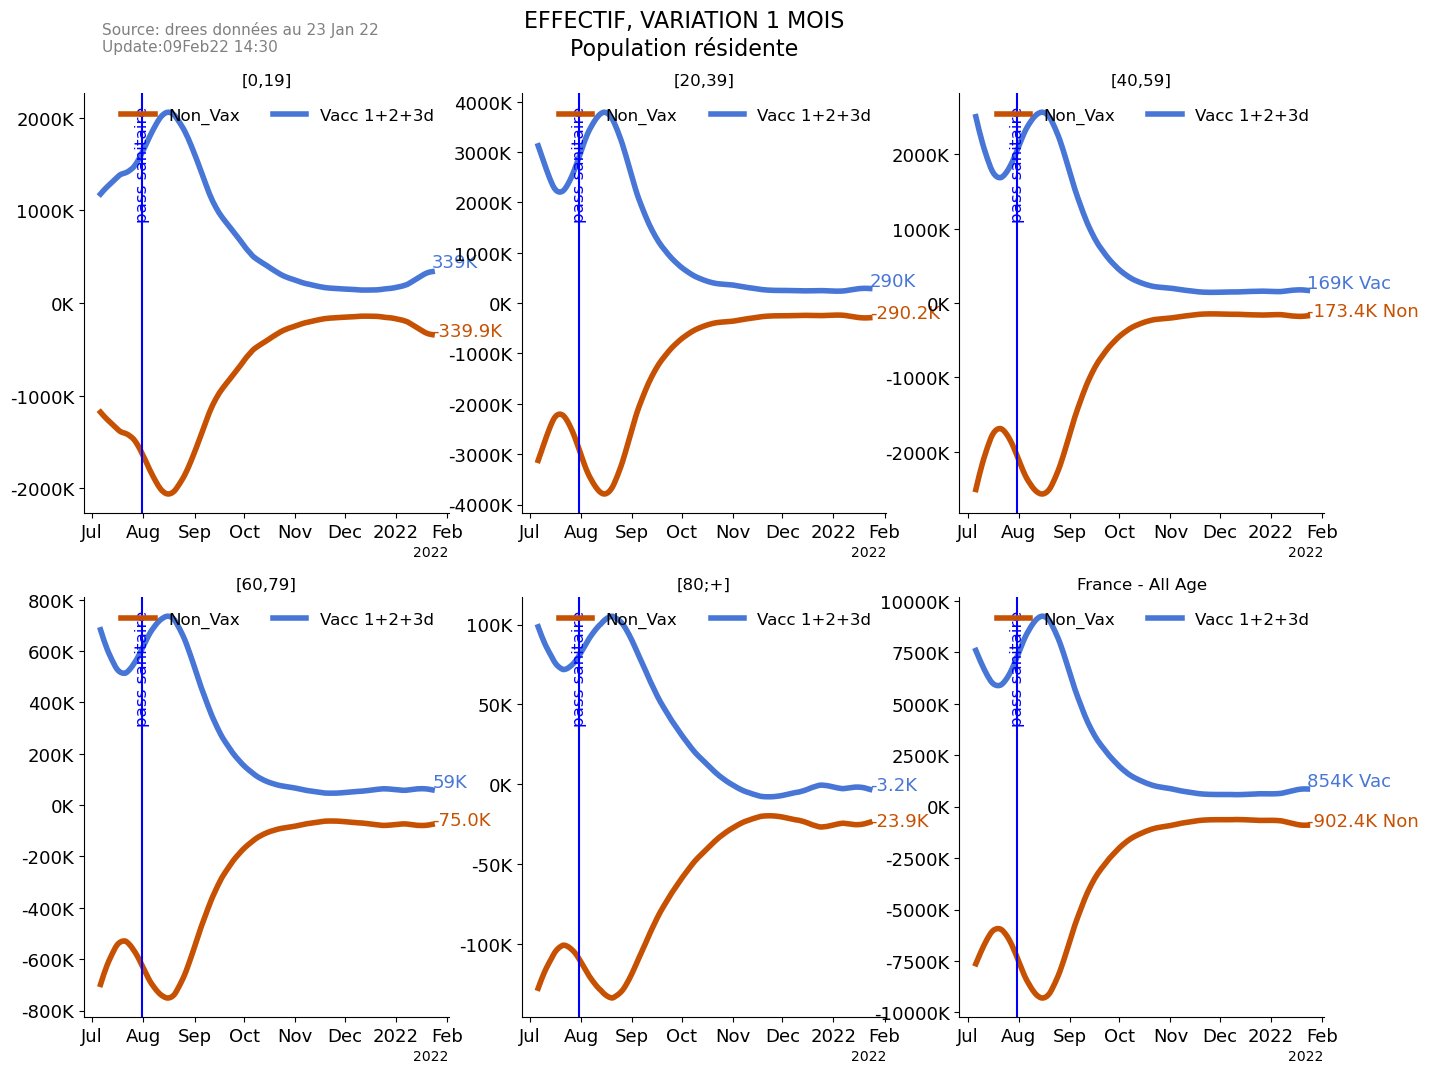 Source: drees données au 23 Jan 22
Update:09Feb22 14:30
EFFECTIF, VARIATION 1 MOIS
Population résidente
[0,19]
Non_Vax
Vacc 1+2+3d
pass sanitaire
2000K
1000K
0K
-1000K
-2000K
339K
-339.9K
Jul Aug Sep Oct Nov Dec 2022 Feb
2022
[20,39]
Non_Vax
Vacc 1+2+3d
pass sanitaire
4000K
3000K
2000K
1000K
0K
-1000K
-2000K
-3000K
-4000K
290K
-290.2K
Jul Aug Sep Oct Nov Dec 2022 Feb
2022
[40,59]
Non_Vax
Vacc 1+2+3d
pass sanitaire
2000K
1000K
0K
-1000K
-2000K
169K Vac
-173.4K Non
Jul Aug Sep Oct Nov Dec 2022 Feb
2022
[60,79]
Non_Vax
Vacc 1+2+3d
pass sanitaire
800K
600K
400K
200K
0K
-200K
-400K
-600K
-800K
59K
-75.0K
Jul Aug Sep Oct Nov Dec 2022 Feb
2022
[80;+]
Non_Vax
Vacc 1+2+3d
pass sanitaire
100K
50K
0K
-50K
-100K
-3.2K
-23.9K
Jul Aug Sep Oct Nov Dec 2022 Feb
2022
France - All Age
Non_Vax
Vacc 1+2+3d
pass sanitaire
10000K
7500K
5000K
2500K
0K
-2500K
-5000K
-7500K
-10000K
854K Vac
-902.4K Non
Jul Aug Sep Oct Nov Dec 2022 Feb
2022